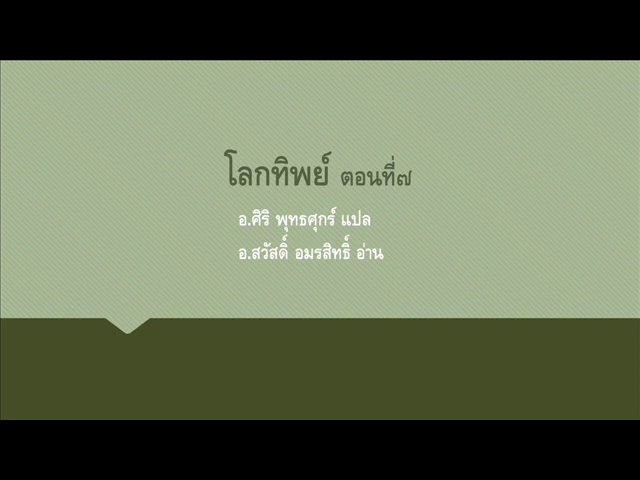 โลกทิพย์ ตอนที่๗
อ.ศิริ พุทธศุกร์ แปล
อ.สวัสดิ์ อมรสิทธิ์ อ่าน